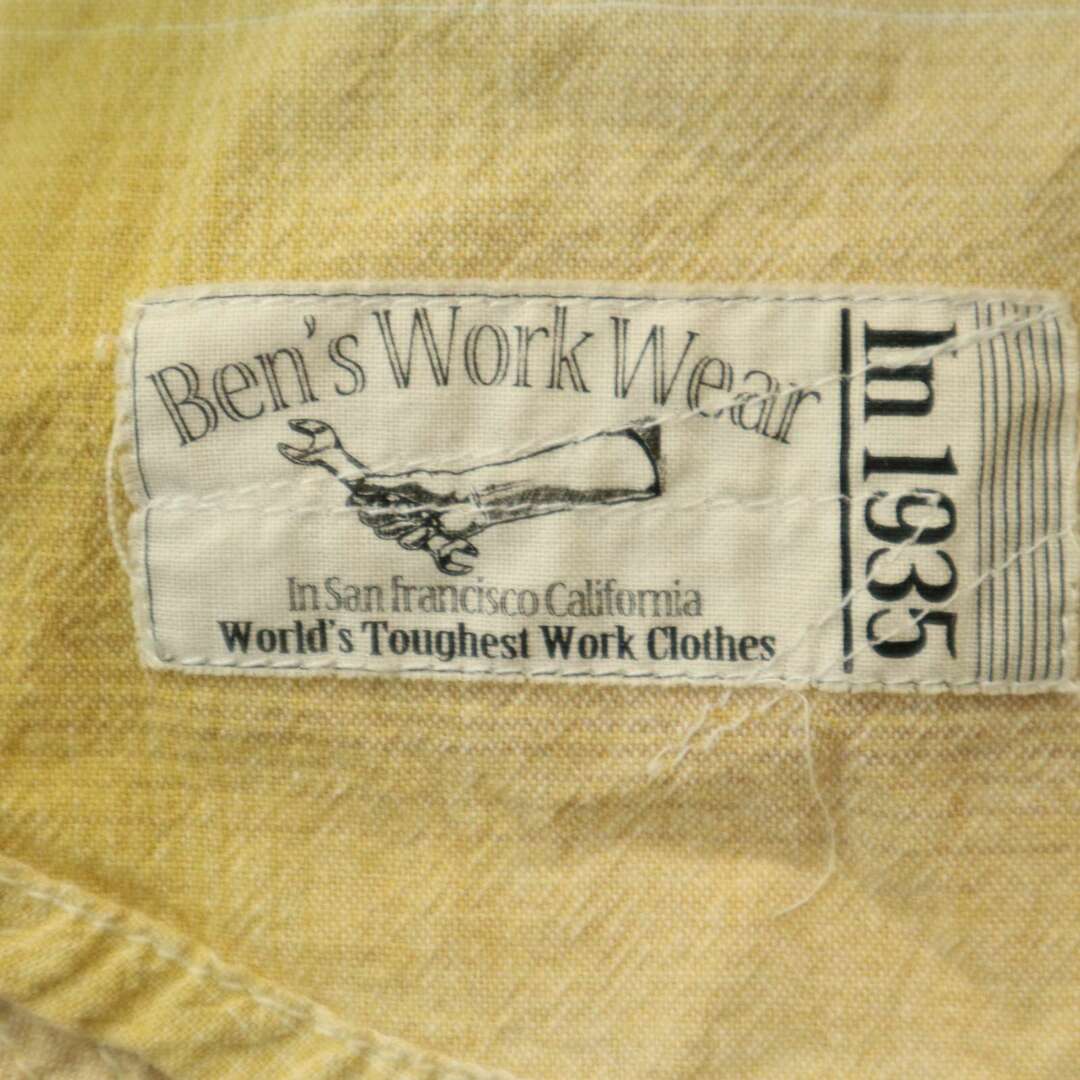 Ben's Work Wear
In San francisco California
World's Toughest Work Clothes
In 1935